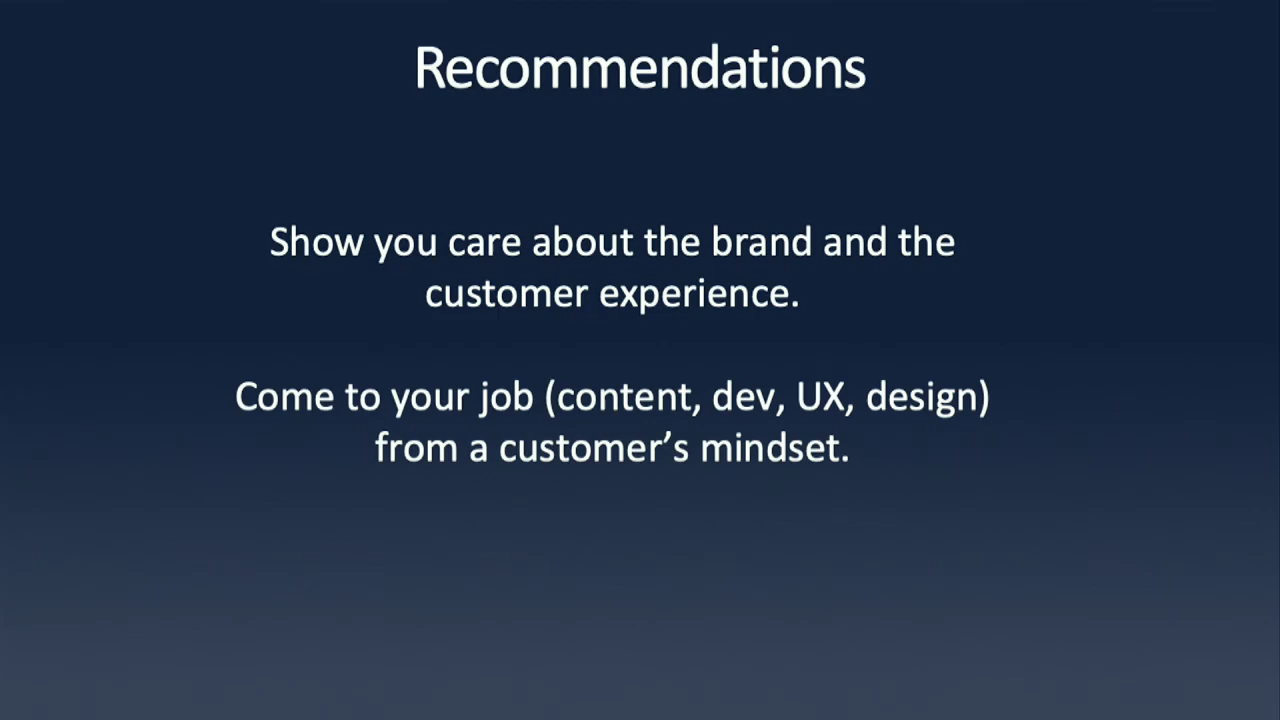 Recommendations
Show you care about the brand and the
customer experience.
Come to your job (content, dev, UX, design)
from a customer’s mindset.